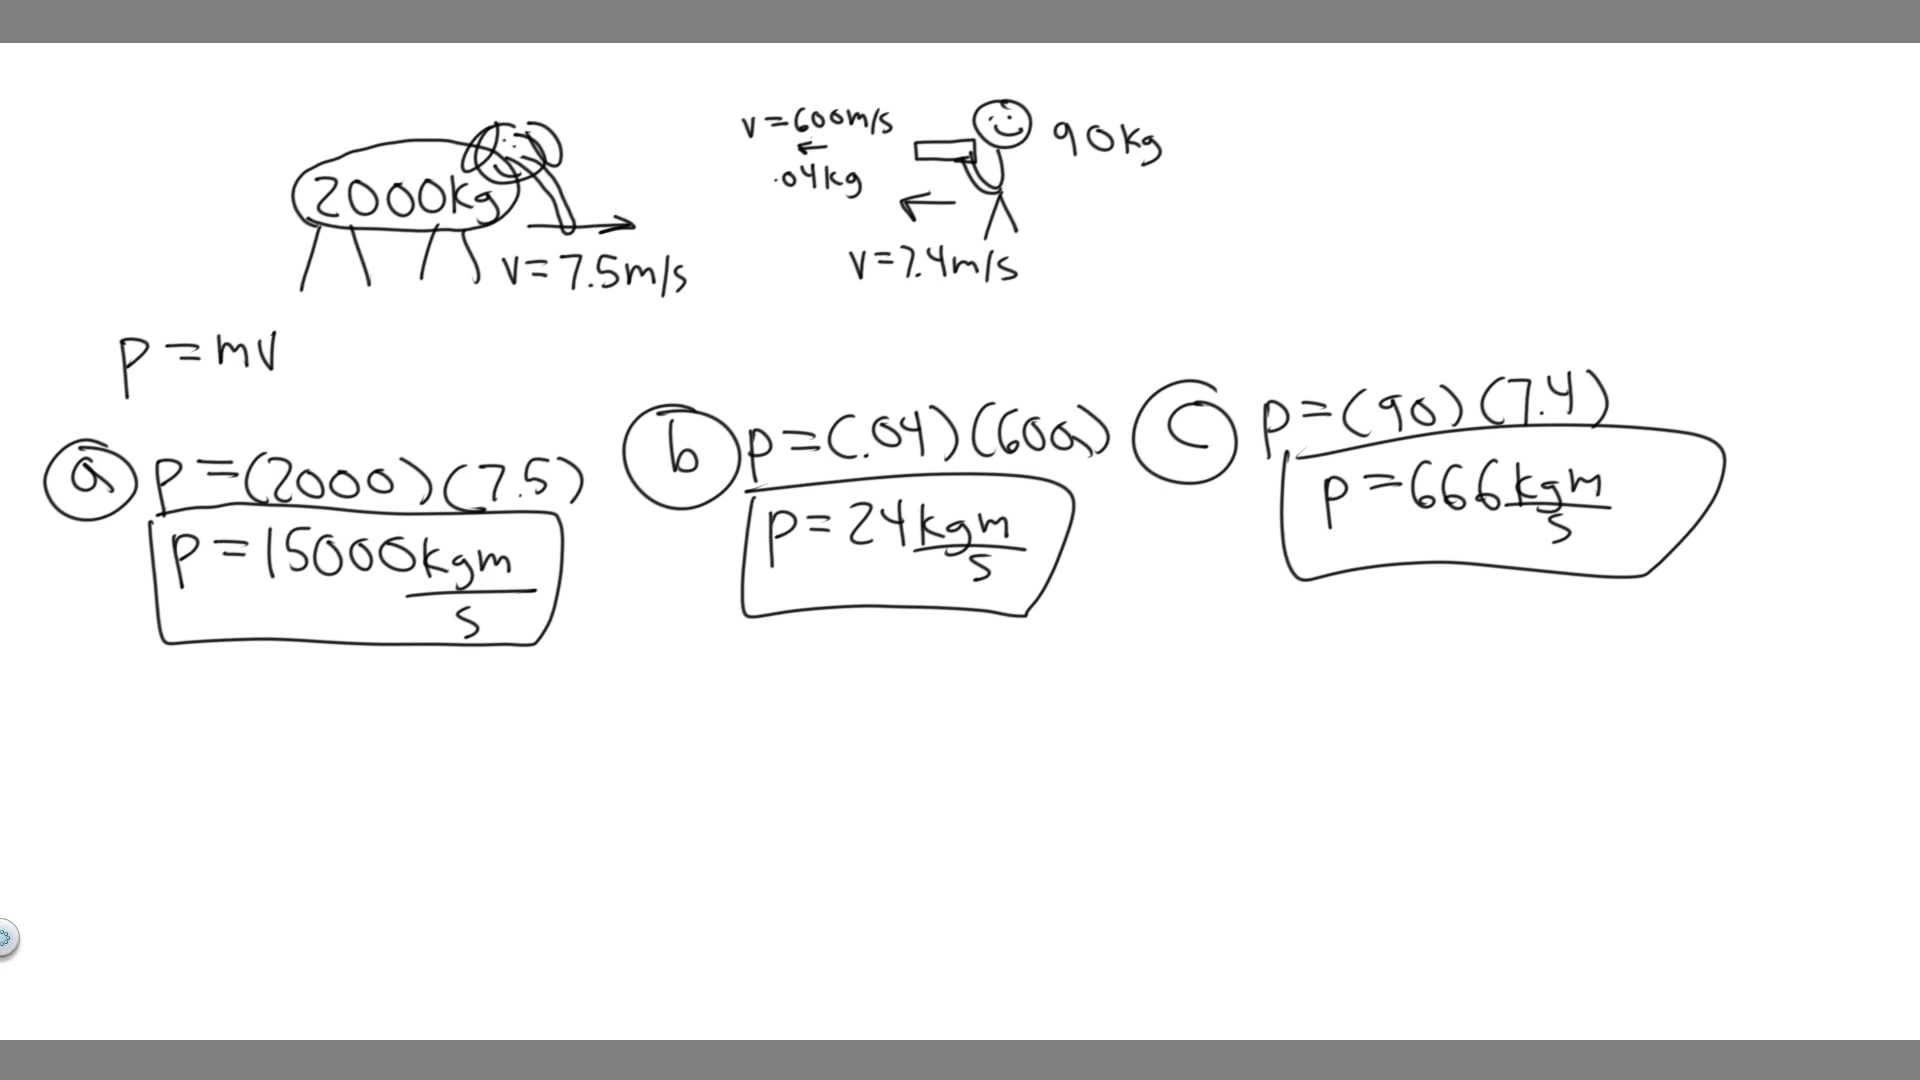 2000kg
v=7.5m/s
v=600m/s
.04kg
90kg
v=7.4m/s
p=mv
a p=(2000)(7.5)
p=15000kgm/s
b p=(.04)(600)
p=24kgm/s
c p=(90)(7.4)
p=666kgm/s